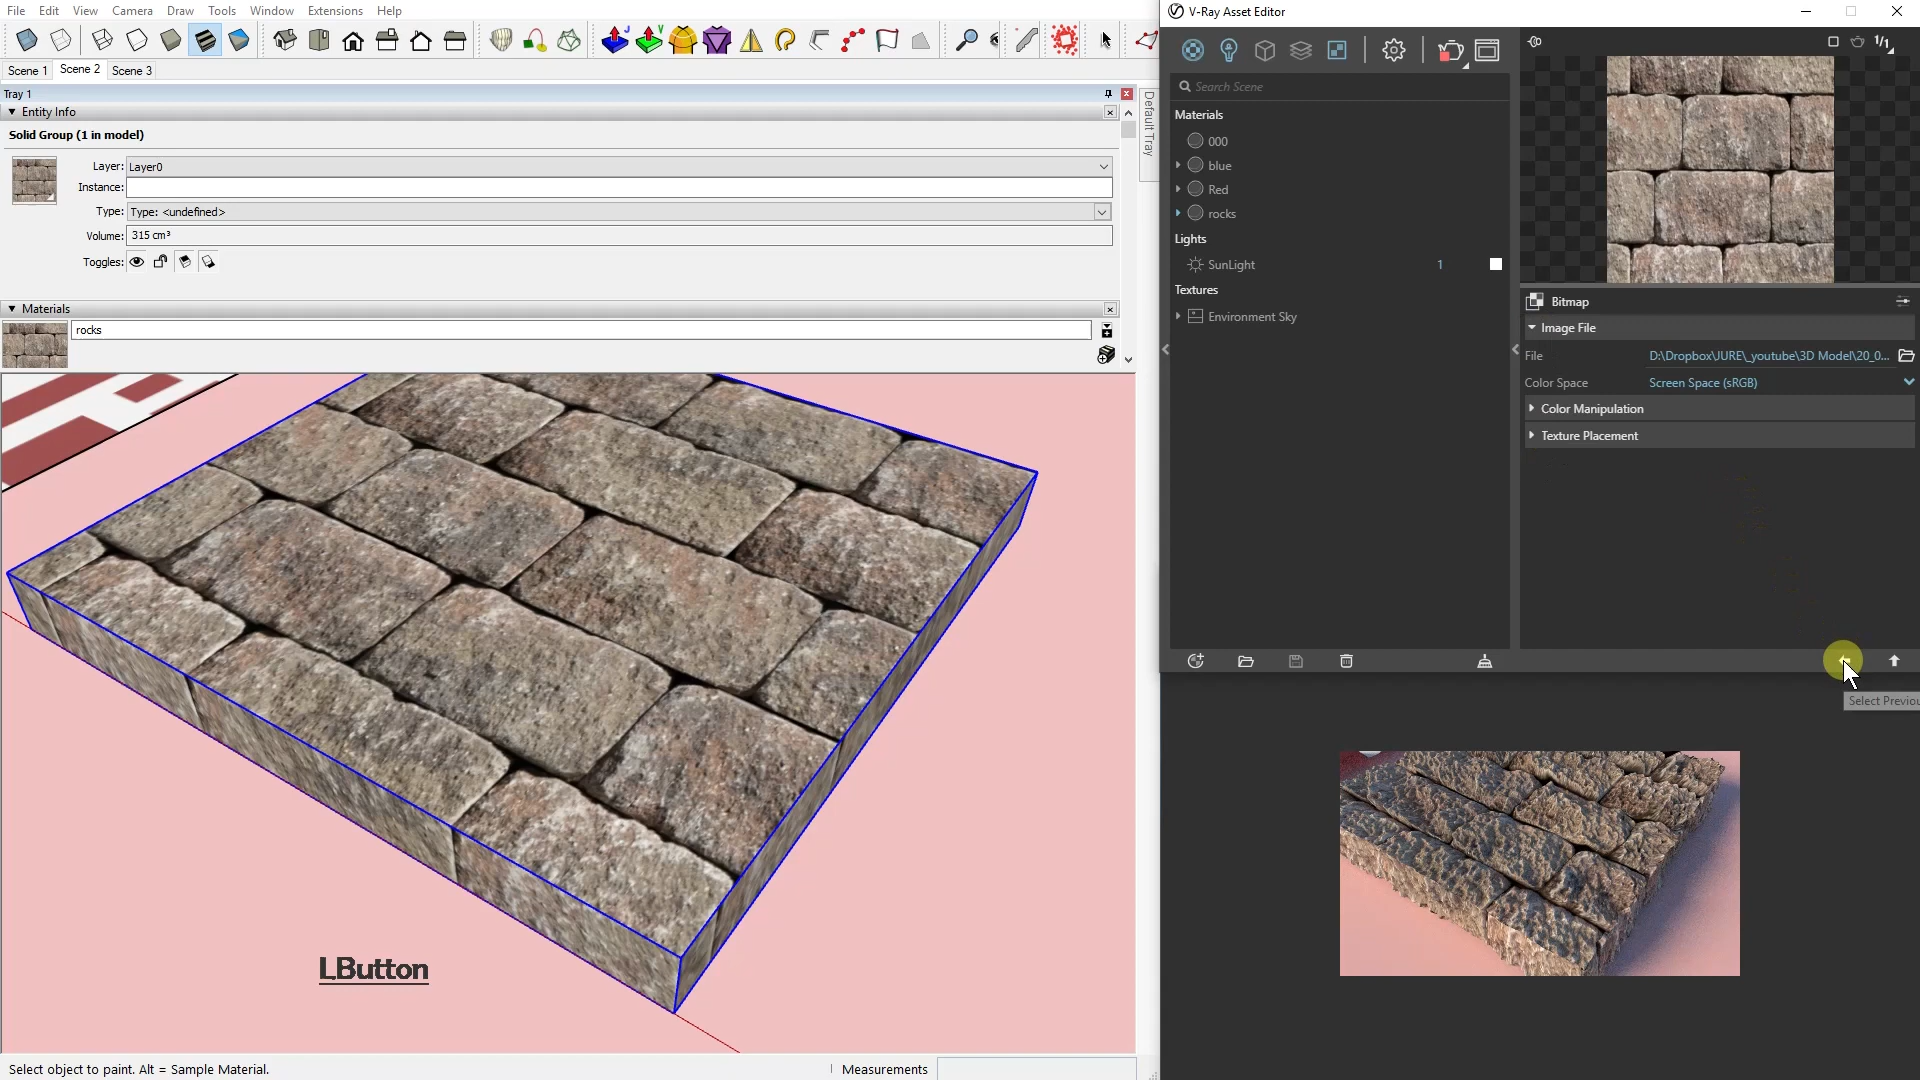 File Edit View Camera Draw Tools Window Extensions Help
V-Ray Asset Editor
Scene 1 Scene 2 Scene 3
Tray 1
Entity Info
Solid Group (1 in model)
Layer: Layer0
Instance:
Type: Type: <undefined>
Volume: 315 cm³
Toggles:
Materials
rocks
Default Tray
LButton
Select object to paint. Alt = Sample Material.
Measurements
Search Scene
Materials
000
blue
Red
rocks
Lights
SunLight 1
Textures
Environment Sky
1/1
Bitmap
Image File
File D:\Dropbox\JURE\_youtube\3D Model\20_0...
Color Space Screen Space (sRGB)
Color Manipulation
Texture Placement
Select Previou